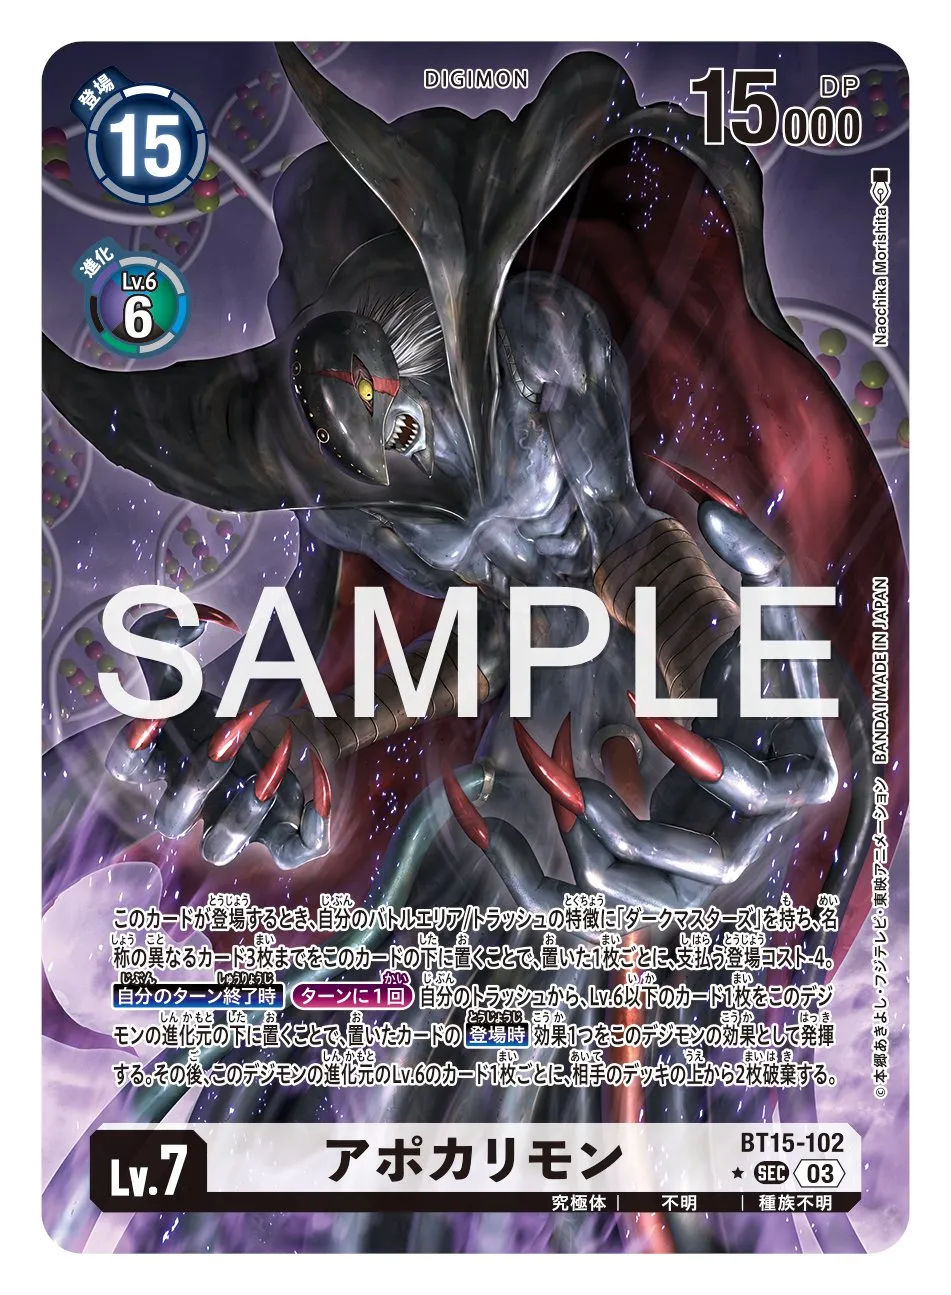 登場
15
DIGIMON
15000
DP
進化
Lv.6
6
Naochika Morishita
SAMPLE
BANDAI MADE IN JAPAN
©本郷あきよし・フジテレビ・東映アニメーション
このカードが登場するとき、自分のバトルエリア/トラッシュの特徴に「ダークマスターズ」を持ち、名
称の異なるカード3枚までをこのカードの下に置くことで、置いた1枚ごとに、支払う登場コスト-4。
自分のターン終了時 ターンに1回 自分のトラッシュから、Lv.6以下のカード1枚をこのデジ
モンの進化元の下に置くことで、置いたカードの 登場時 効果1つをこのデジモンの効果として発揮
する。その後、このデジモンの進化元のLv.6のカード1枚ごとに、相手のデッキの上から2枚破棄する。
Lv.7
アポカリモン
BT15-102
SEC 03
究極体 | 不明 | 種族不明